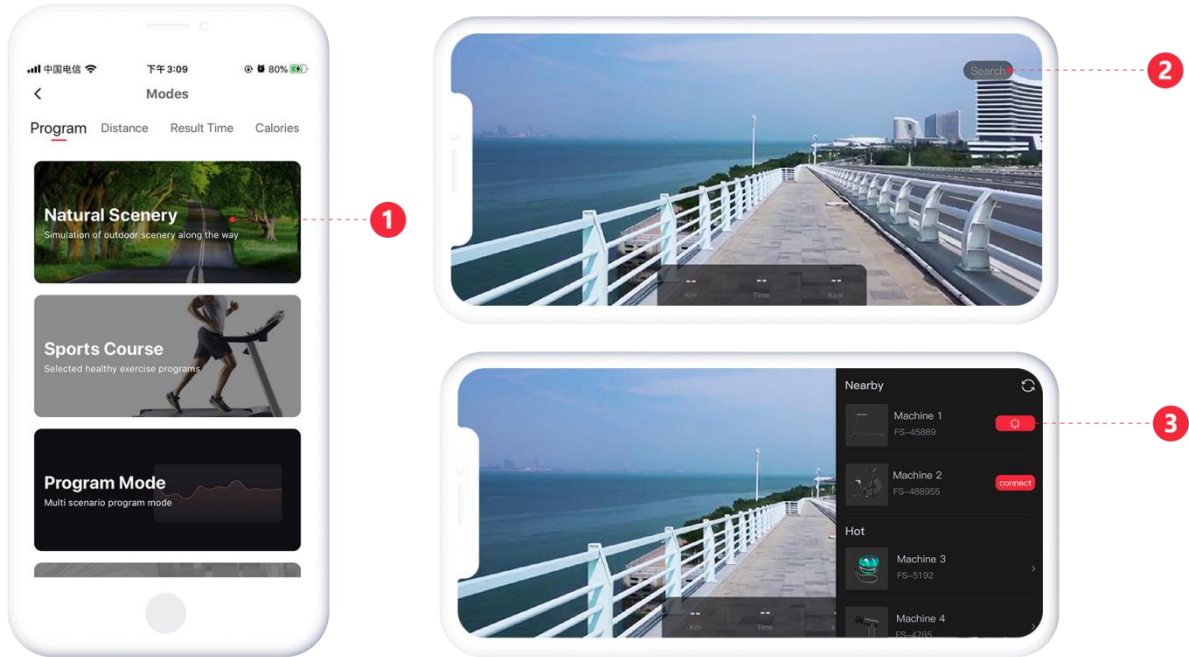 中国电信
下午3:09
80%
Modes
Program Distance Result Time Calories
Natural Scenery
Simulation of outdoor scenery along the way
1
Sports Course
Selected healthy exercise programs
Program Mode
Multi scenario program mode
Search
2
-- -- --
Km Time Kcal
Nearby
Machine 1
FS-45889
3
Machine 2
FS-488955
connect
Hot
Machine 3
FS-5192
Machine 4
FS-4785
-- --
Km Time